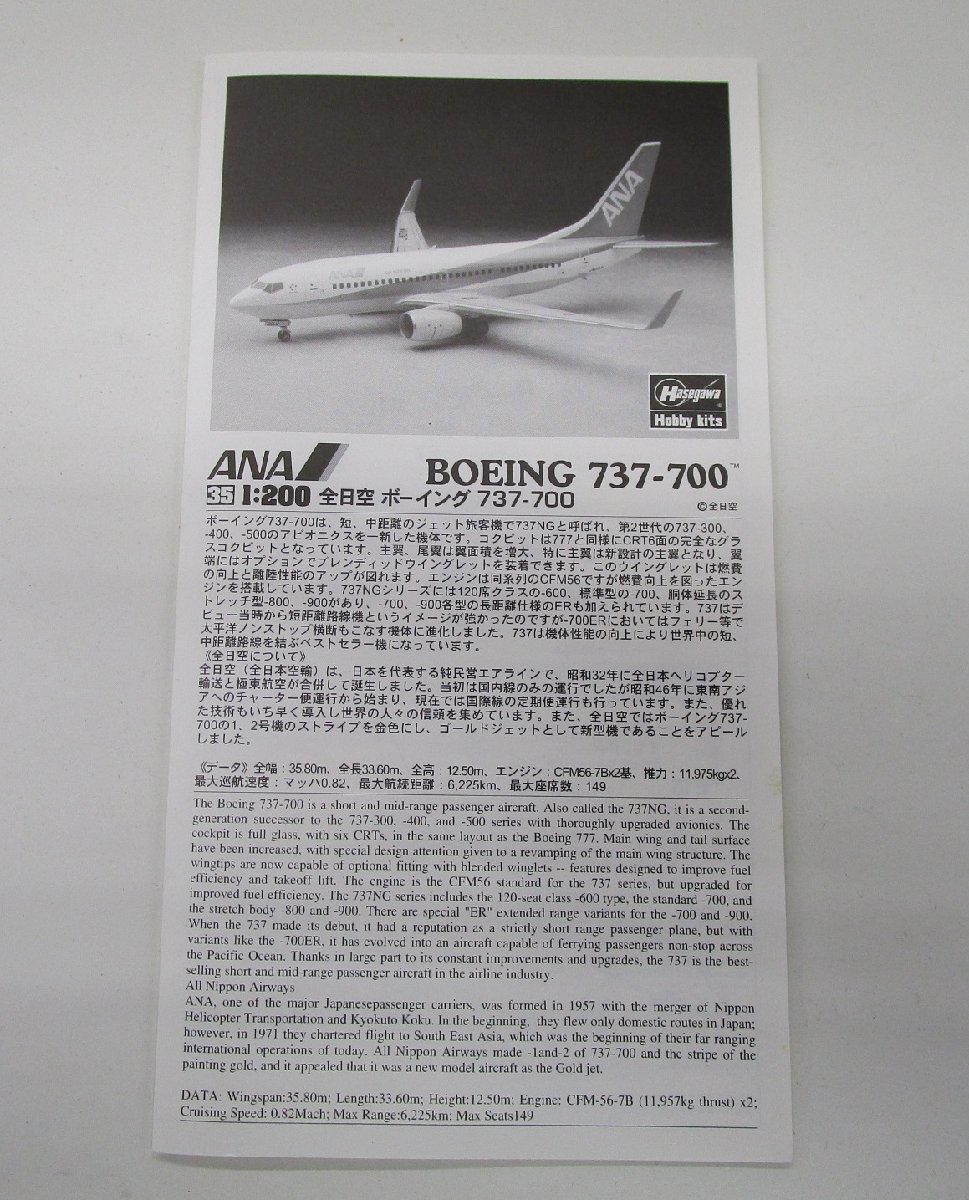 ANA
ANA
Hasegawa
Hobby kits
ANA
BOEING 737-700™
35 1:200 全日空 ボーイング 737-700
©全日空
ボーイング737-700は、短、中距離のジェット旅客機で737NGと呼ばれ、第2世代の737-300、
-400、-500のアビオニクスを一新した機体です。コクピットは777と同様にCRT6面の完全なグラ
スコクピットとなっています。主翼、尾翼は翼面積を増大、特に主翼は新設計の主翼となり、翼
端にはオプションでブレンディッドウイングレットを装着できます。このウイングレットは燃費
の向上と離陸性能のアップが図れます。エンジンは同系列のCFM56ですが燃費向上を図ったエン
ジンを搭載しています。737NGシリーズには120席クラスの-600、標準型の-700、胴体延長のス
トレッチ型-800、-900があり、-700、-900各型の長距離仕様のERも加えられています。737はデ
ビュー当時から短距離路線機というイメージが強かったのですが-700ERにおいてはフェリー等で
太平洋ノンストップ横断もこなす機体に進化しました。737は機体性能の向上により世界中の短、
中距離路線を結ぶベストセラー機になっています。
《全日空について》
全日空（全日本空輸）は、日本を代表する純民営エアラインで、昭和32年に全日本ヘリコプター
輸送と極東航空が合併して誕生しました。当初は国内線のみの運行でしたが昭和46年に東南アジ
アへのチャーター便運行から始まり、現在では国際線の定期便運行も行っています。また、優れ
た技術もいち早く導入し世界の人々の信頼を集めています。また、全日空ではボーイング737-
700の1、2号機のストライプを金色にし、ゴールドジェットとして新型機であることをアピール
しました。
《データ》全幅：35.80m、全長33.60m、全高：12.50m、エンジン：CFM56-7Bx2基、推力：11,975kgx2、
最大巡航速度：マッハ0.82、最大航続距離：6,225km、最大座席数：149
The Boeing 737-700 is a short and mid-range passenger aircraft. Also called the 737NG, it is a second-
generation successor to the 737-300, -400, and -500 series with thoroughly upgraded avionics. The
cockpit is full glass, with six CRTs, in the same layout as the Boeing 777. Main wing and tail surface
have been increased, with special design attention given to a revamping of the main wing structure. The
wingtips are now capable of optional fitting with blended winglets -- features designed to improve fuel
efficiency and takeoff lift. The engine is the CFM56 standard for the 737 series, but upgraded for
improved fuel efficiency. The 737NG series includes the 120-seat class -600 type, the standard -700, and
the stretch body -800 and -900. There are special "ER" extended range variants for the -700 and -900.
When the 737 made its debut, it had a reputation as a strictly short range passenger plane, but with
variants like the -700ER, it has evolved into an aircraft capable of ferrying passengers non-stop across
the Pacific Ocean. Thanks in large part to its constant improvements and upgrades, the 737 is the best-
selling short and mid-range passenger aircraft in the airline industry.
All Nippon Airways
ANA, one of the major Japanesepassenger carriers, was formed in 1957 with the merger of Nippon
Helicopter Transportation and Kyokuto Koku. In the beginning, they flew only domestic routes in Japan;
however, in 1971 they chartered flight to South East Asia, which was the beginning of their far ranging
international operations of today. All Nippon Airways made -1and-2 of 737-700 and the stripe of the
painting gold, and it appealed that it was a new model aircraft as the Gold jet.
DATA: Wingspan:35.80m; Length:33.60m; Height:12.50m; Engine: CFM-56-7B (11,957kg thrust) x2;
Cruising Speed: 0.82Mach; Max Range:6,225km; Max Seats149